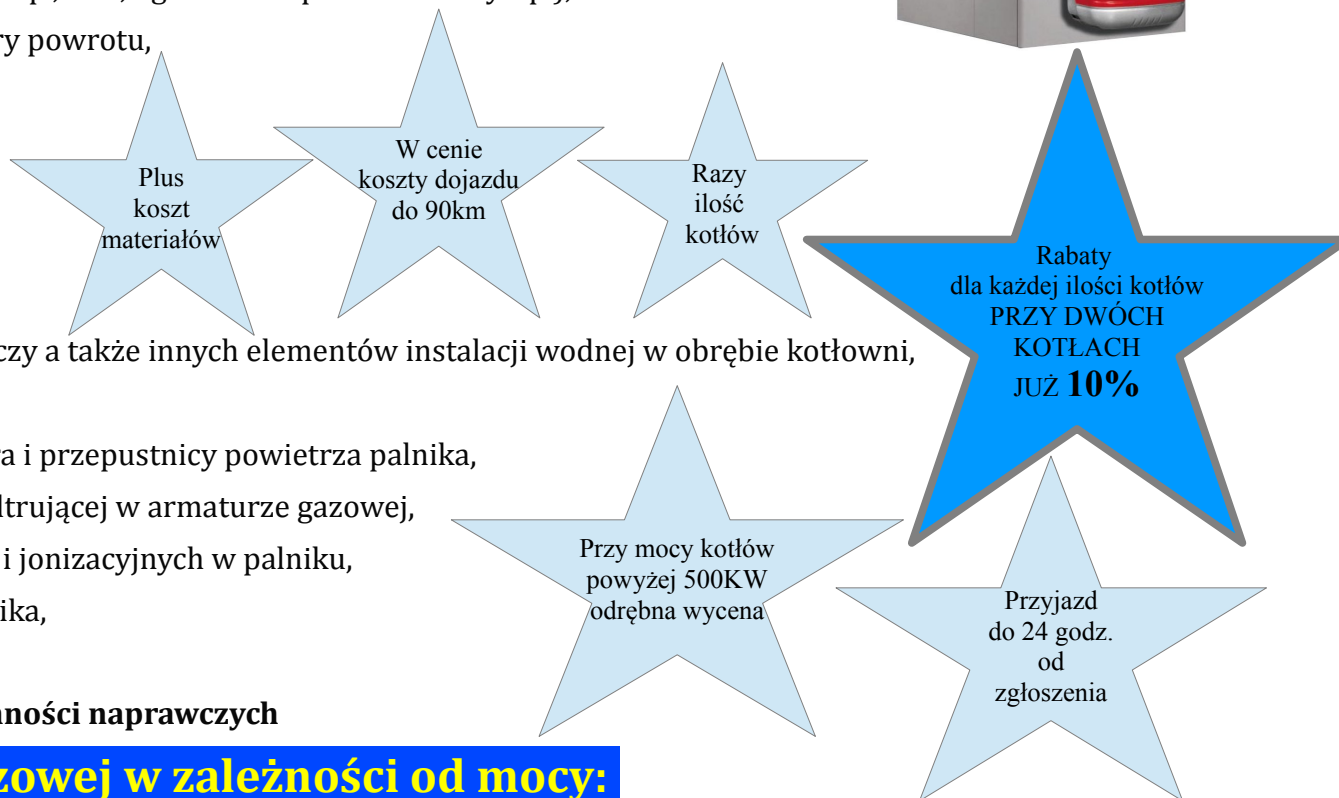 ry powrotu,
Plus
koszt
materiałów
W cenie
koszty dojazdu
do 90km
Razy
ilość
kotłów
Rabaty
dla każdej ilości kotłów
PRZY DWÓCH
KOTŁACH
JUŻ 10%
czy a także innych elementów instalacji wodnej w obrębie kotłowni,
a i przepustnicy powietrza palnika,
ltrującej w armaturze gazowej,
i jonizacyjnych w palniku,
ika,
Przy mocy kotłów
powyżej 500KW
odrębna wycena
Przyjazd
do 24 godz.
od
zgłoszenia
ności naprawczych
zowej w zależności od mocy: